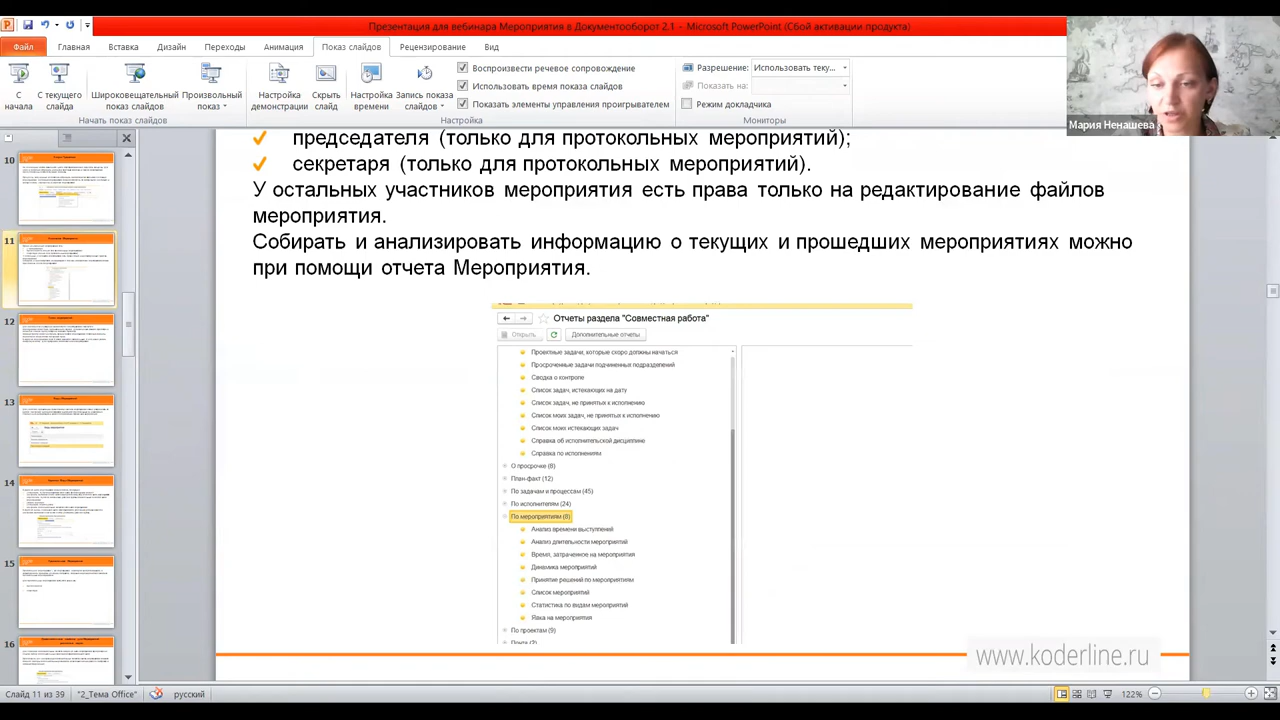 Презентация для вебинара Мероприятия в Документооборот 2.1 - Microsoft PowerPoint (Сбой активации продукта)
Файл Главная Вставка Дизайн Переходы Анимация Показ слайдов Рецензирование Вид
С начала
С текущего слайда
Широковещательный показ слайдов
Произвольный показ
Начать показ слайдов
Настройка демонстрации
Скрыть слайд
Настройка времени
Запись показа слайдов
Воспроизвести речевое сопровождение
Использовать время показа слайдов
Показать элементы управления проигрывателем
Настройка
Разрешение: Использовать теку...
Показать на:
Режим докладчика
Мониторы
Мария Ненашева
10
11
12
13
14
15
16
председателя (только для протокольных мероприятий);
секретаря (только для протокольных мероприятий).
У остальных участников мероприятия есть права только на редактирование файлов
мероприятия.
Собирать и анализировать информацию о текущих и прошедших мероприятиях можно
при помощи отчета Мероприятия.
Отчеты раздела "Совместная работа"
Открыть Дополнительные отчеты
Проектные задачи, которые скоро должны начаться
Просроченные задачи подчиненных подразделений
Сводка о контроле
Список задач, истекающих на дату
Список задач, не принятых к исполнению
Список моих задач, не принятых к исполнению
Список моих истекающих задач
Справка об исполнительской дисциплине
Справка по исполнениям
О просрочке (8)
План-факт (12)
По задачам и процессам (45)
По исполнителям (24)
По мероприятиям (8)
Анализ времени выступлений
Анализ длительности мероприятий
Время, затраченное на мероприятия
Динамика мероприятий
Принятие решений по мероприятиям
Список мероприятий
Статистика по видам мероприятий
Явка на мероприятия
По проектам (9)
Почта (2)
www.koderline.ru
Слайд 11 из 39 "2_Тема Office" русский 122%